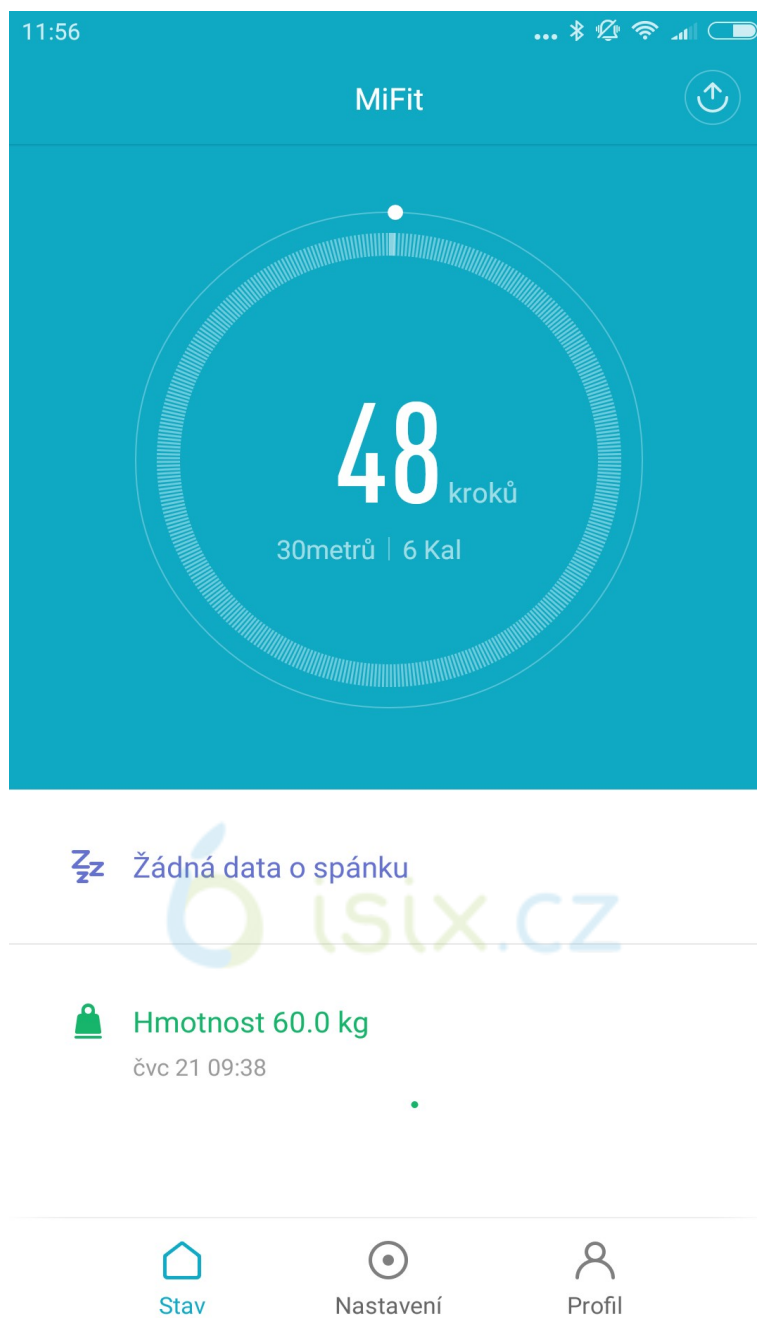 11:56
MiFit
48 kroků
30metrů | 6 Kal
Žádná data o spánku
isix.cz
Hmotnost 60.0 kg
čvc 21 09:38
Stav Nastavení Profil